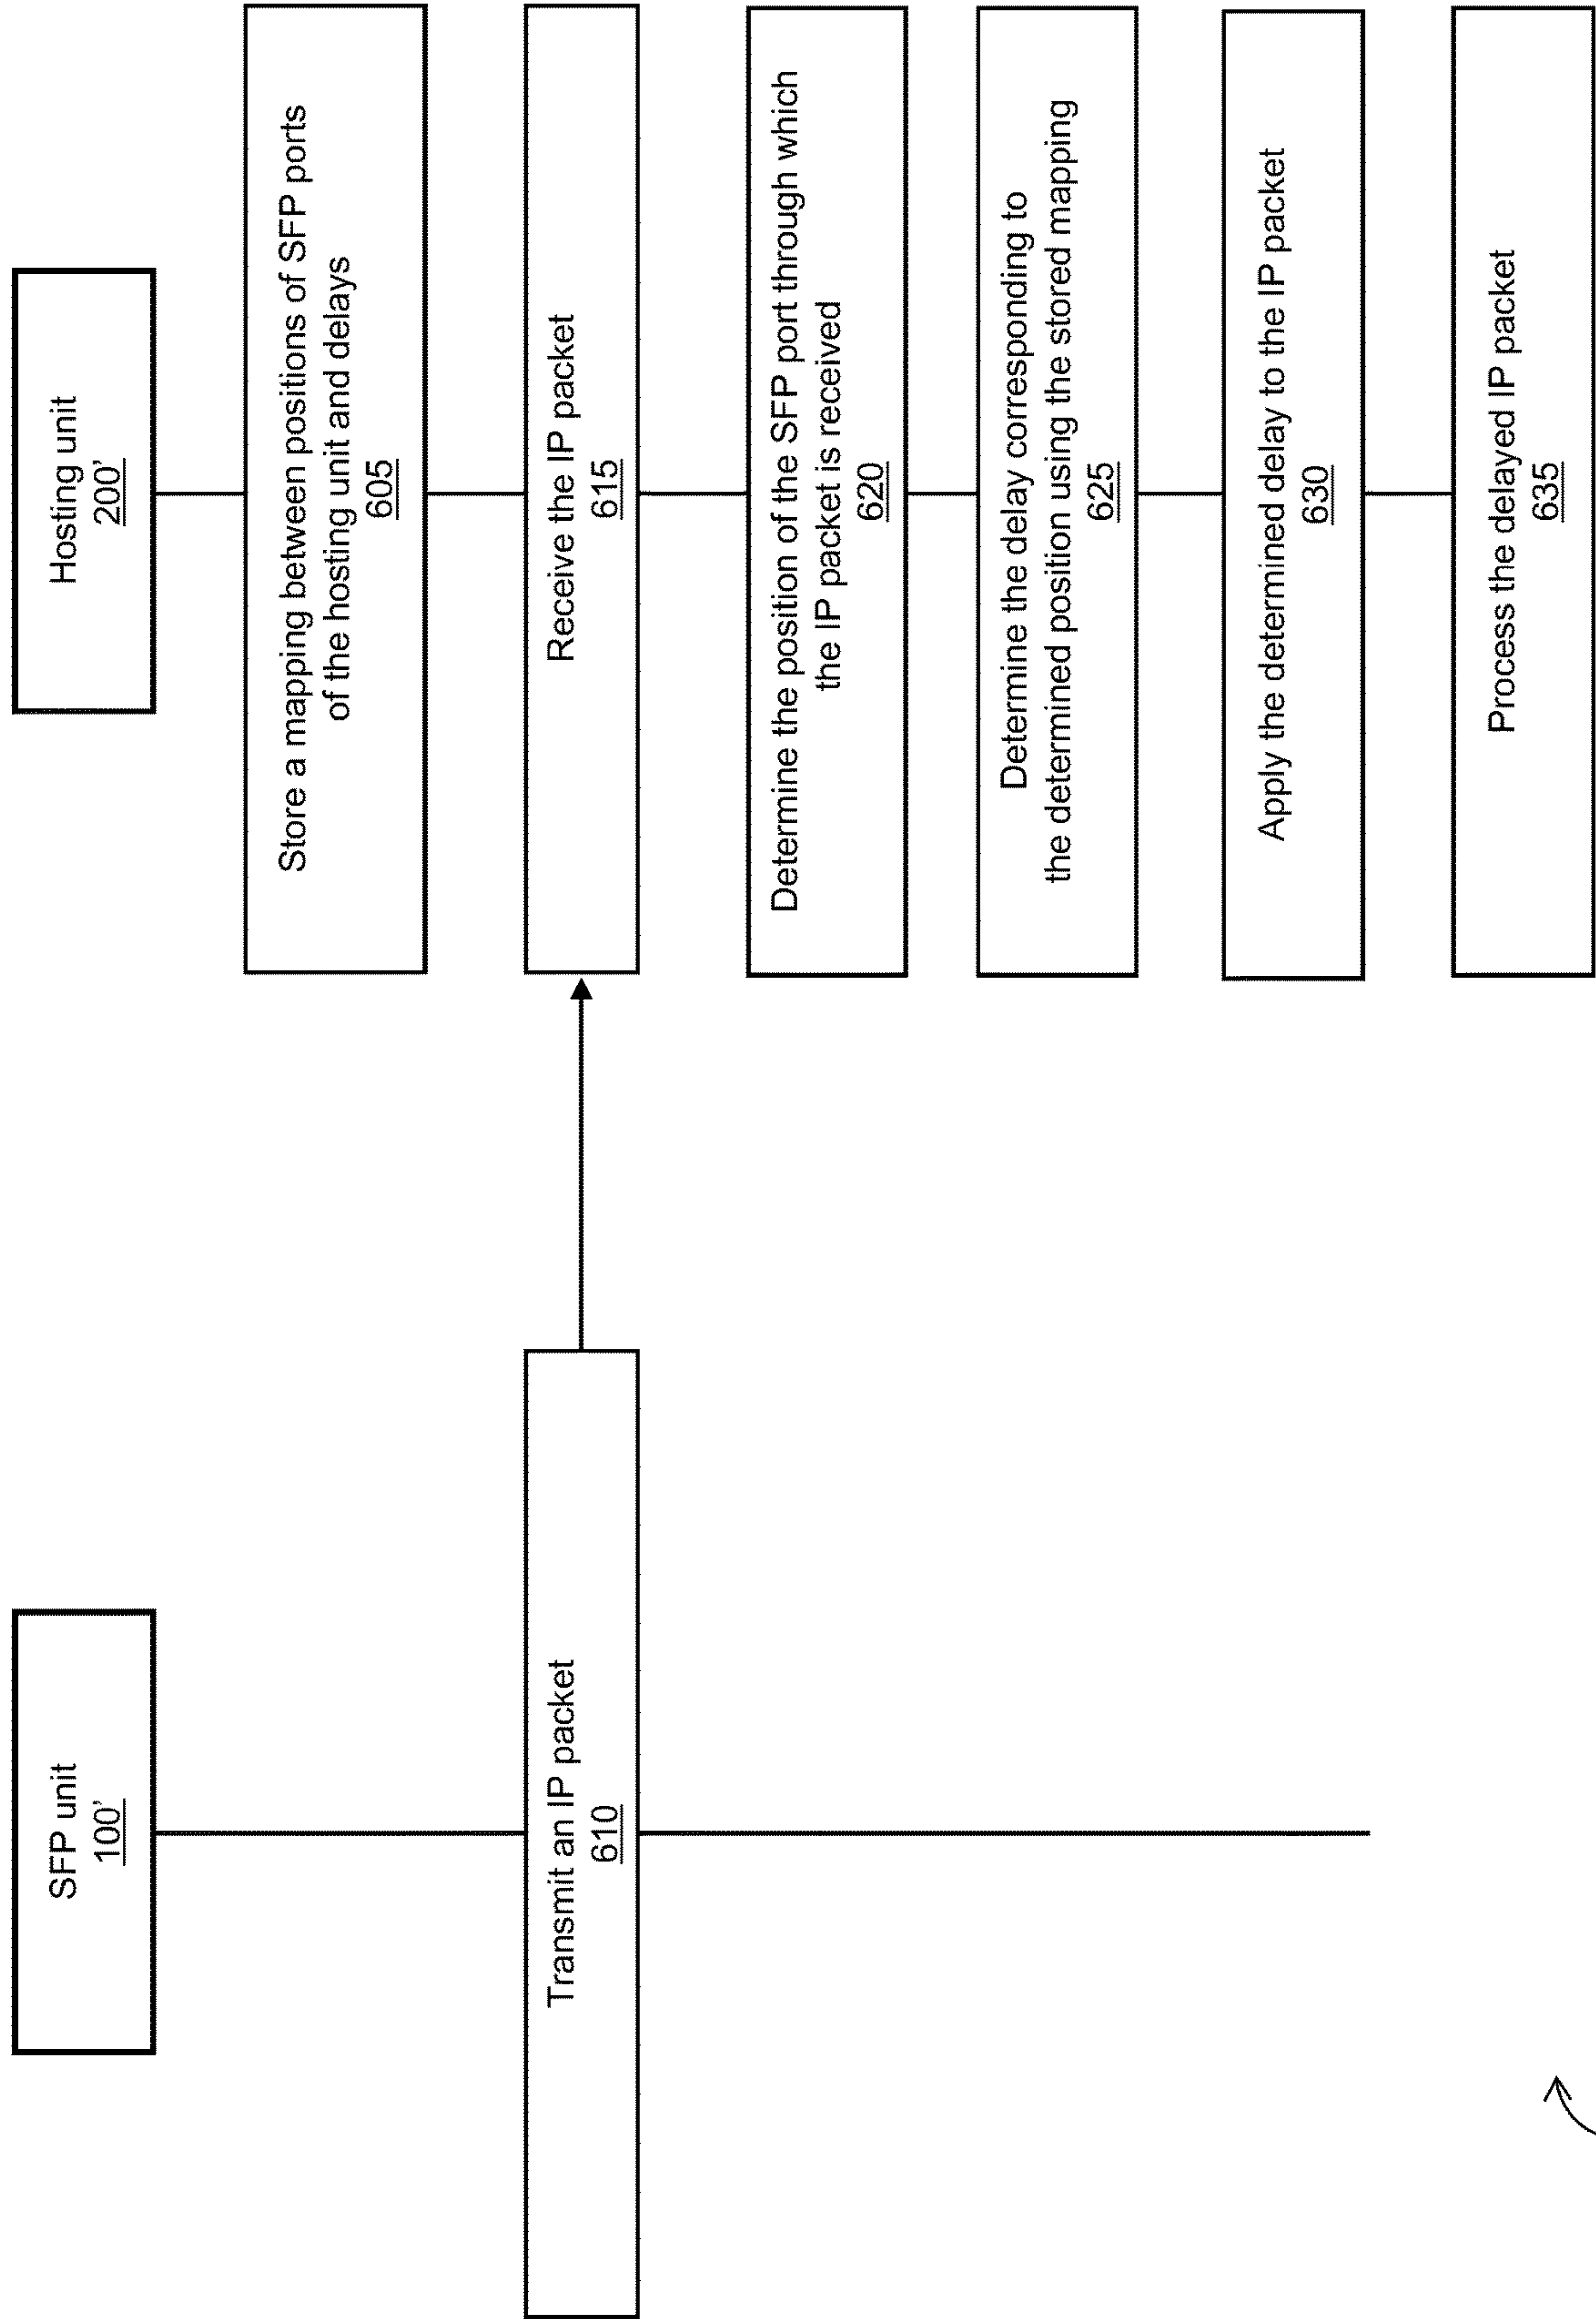 SFP unit
100'
Hosting unit
200'
Store a mapping between positions of SFP ports
of the hosting unit and delays
605
Transmit an IP packet
610
Receive the IP packet
615
Determine the position of the SFP port through which
the IP packet is received
620
Determine the delay corresponding to
the determined position using the stored mapping
625
Apply the determined delay to the IP packet
630
Process the delayed IP packet
635